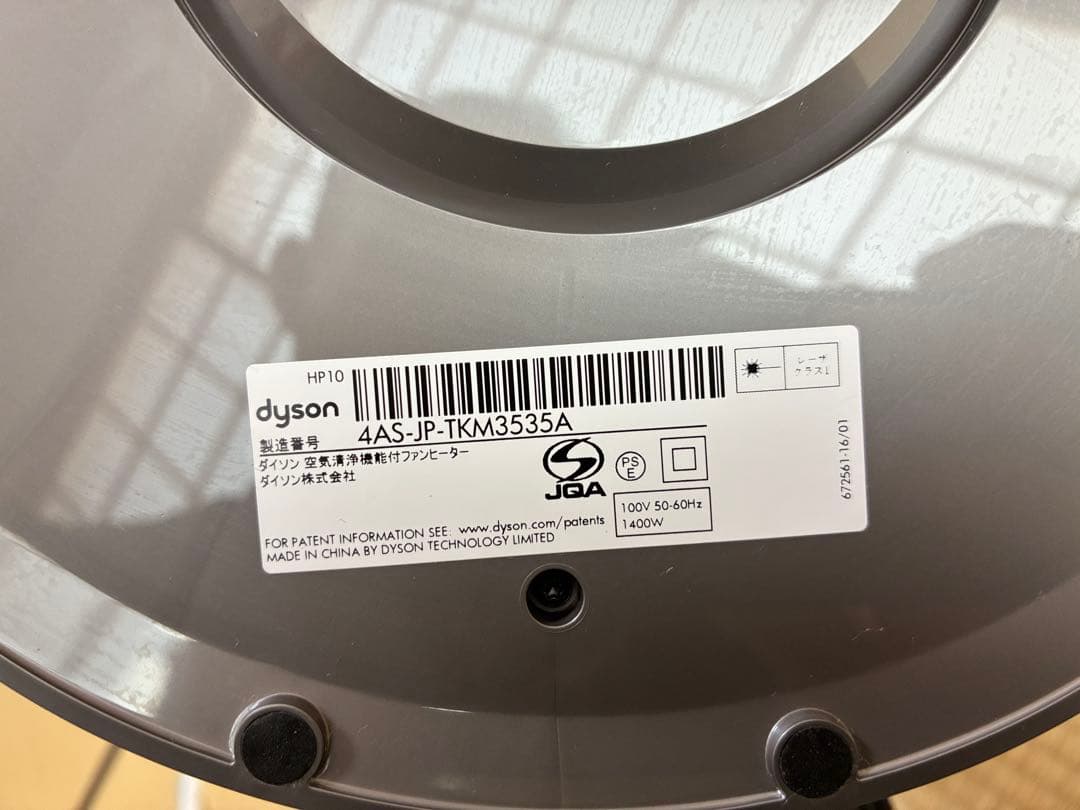 HP10
dyson
製造番号 4AS-JP-TKM3535A
ダイソン 空気清浄機能付ファンヒーター
ダイソン株式会社
レーザ
クラス1
JQA
PS
E
100V 50-60Hz
1400W
FOR PATENT INFORMATION SEE: www.dyson.com/patents
MADE IN CHINA BY DYSON TECHNOLOGY LIMITED
672561-16/01